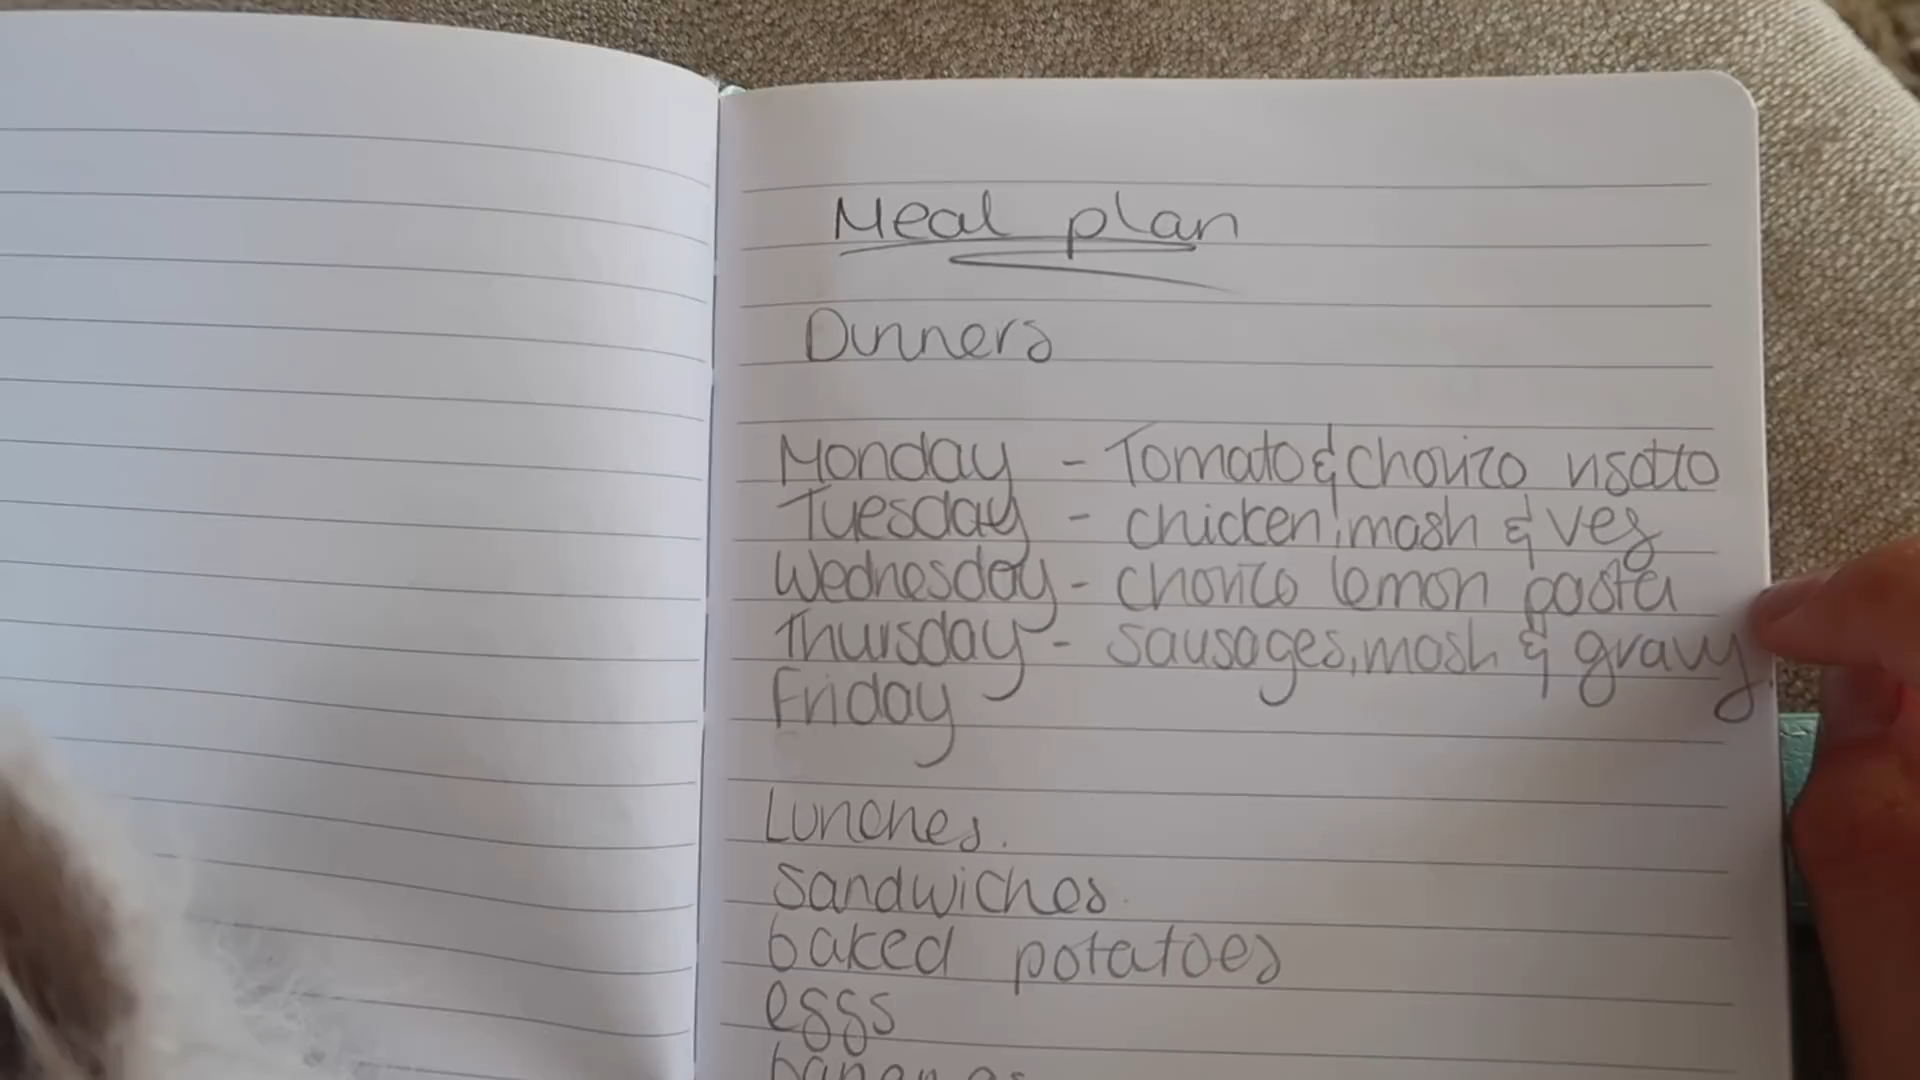 Meal plan
Dinners
Monday - Tomato & chorizo risotto
Tuesday - chicken, mash & veg
Wednesday - chorizo lemon pasta
Thursday - sausages, mash & gravy
Friday
Lunches.
Sandwiches.
baked potatoes
eggs
bananas